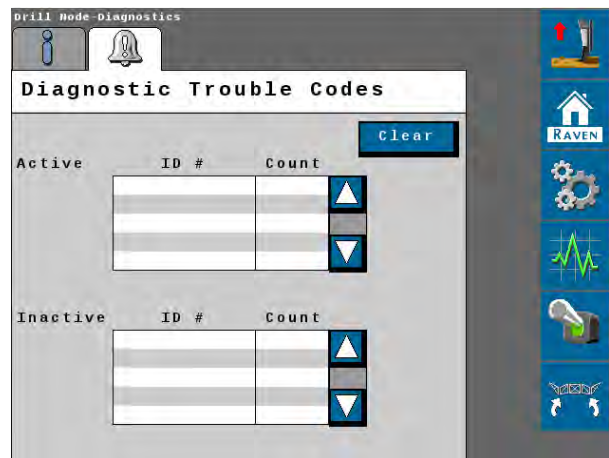 Drill Node-Diagnostics
Diagnostic Trouble Codes
Clear
Active ID # Count
Inactive ID # Count
RAVEN